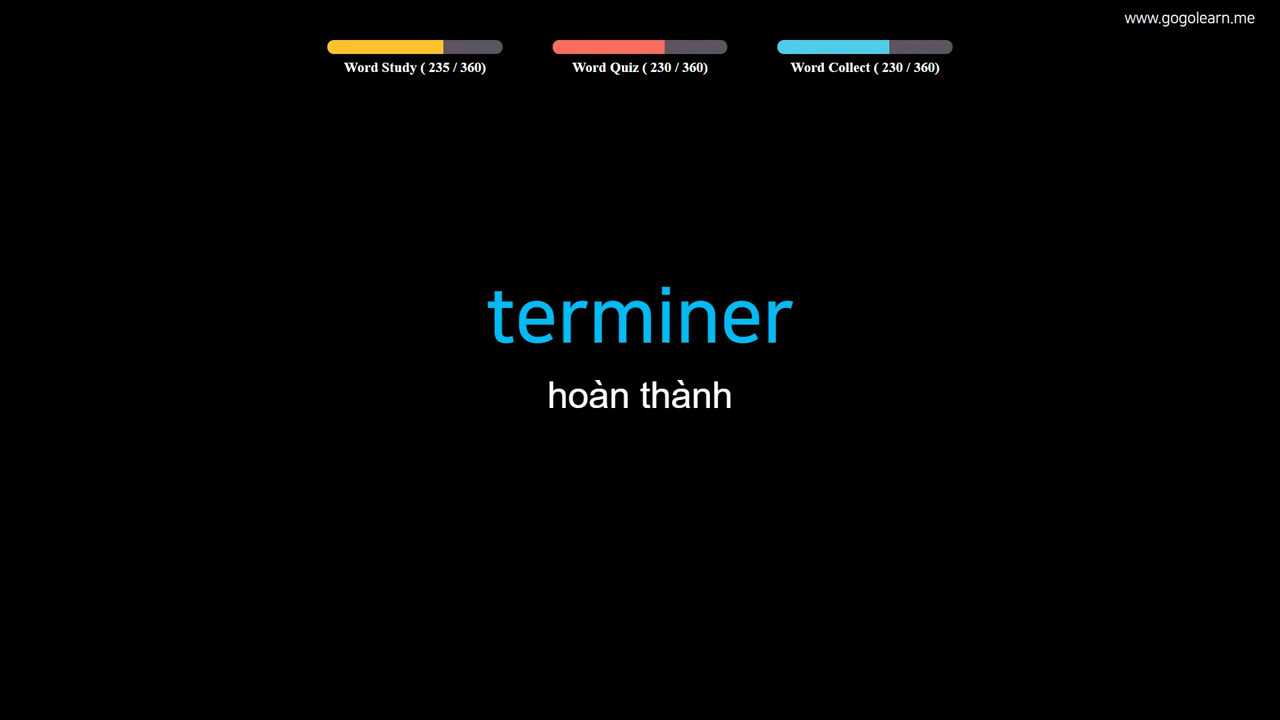 www.gogolearn.me
Word Study ( 235 / 360)
Word Quiz ( 230 / 360)
Word Collect ( 230 / 360)
terminer
hoàn thành